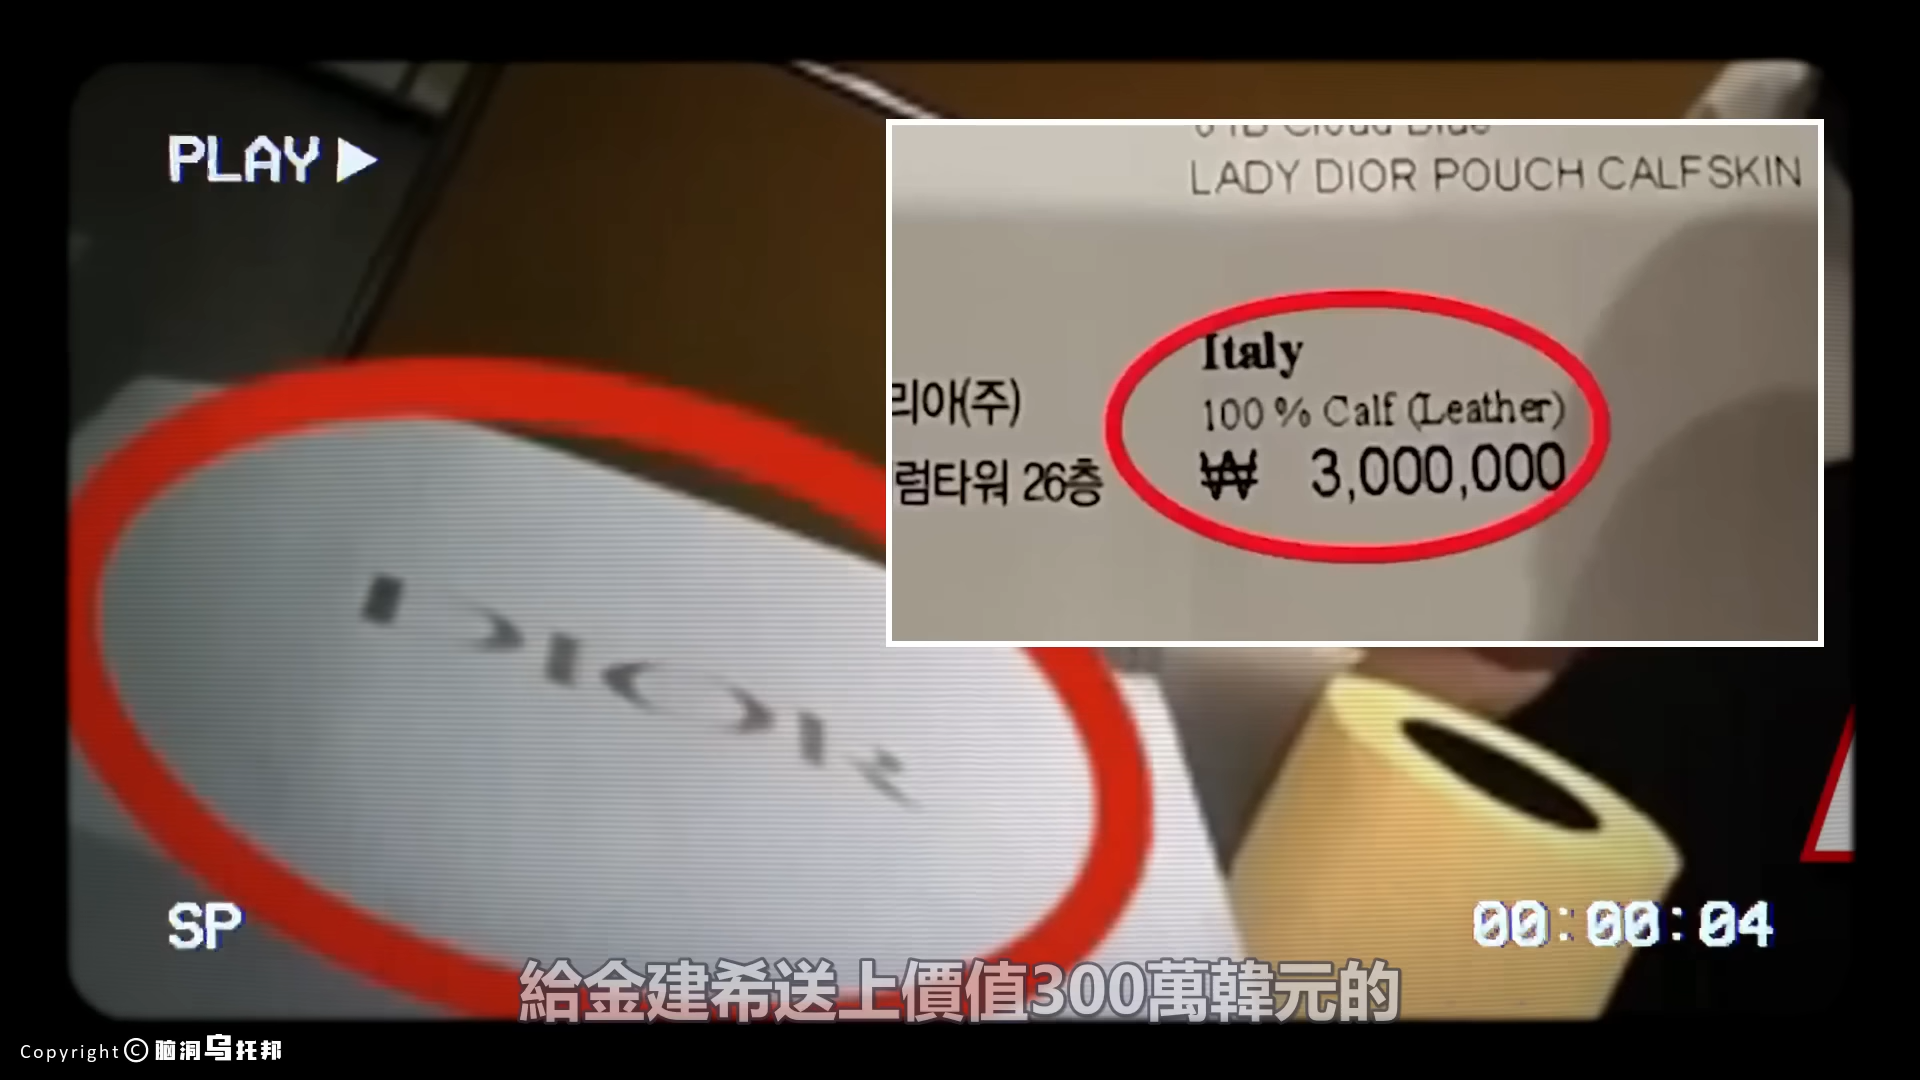 PLAY
LADY DIOR POUCH CALFSKIN
Italy
리아(주)
100 % Calf (Leather)
럼타워 26층
₩ 3,000,000
DIOR
SP
00:00:04
給金建希送上價值300萬韓元的
Copyright © 脑洞乌托邦